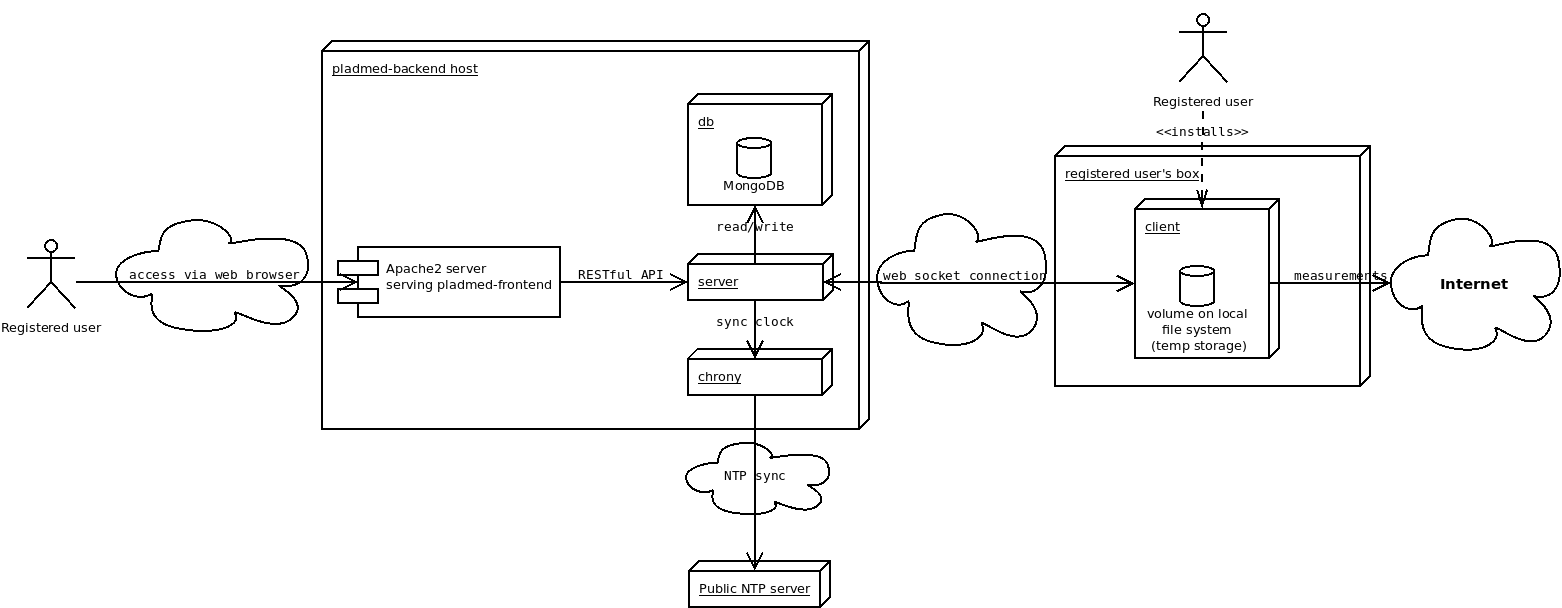 Registered user
access via web browser
pladmed-backend host
Apache2 server
serving pladmed-frontend
RESTful API
db
MongoDB
read/write
server
sync clock
chrony
NTP sync
Public NTP server
web socket connection
Registered user
<<installs>>
registered user's box
client
volume on local
file system
(temp storage)
measurements
Internet